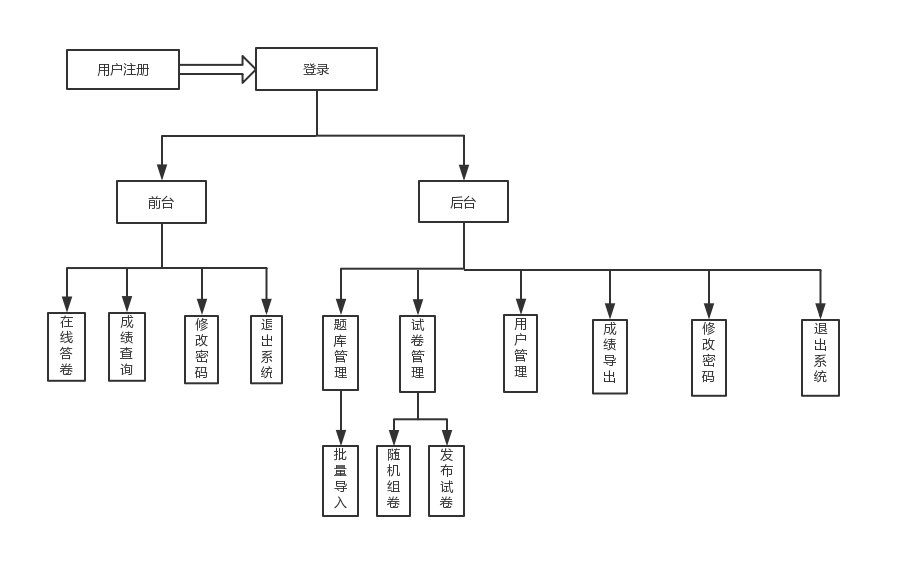 用户注册
登录
前台
后台
在线答卷
成绩查询
修改密码
退出系统
题库管理
试卷管理
用户管理
成绩导出
修改密码
退出系统
批量导入
随机组卷
发布试卷